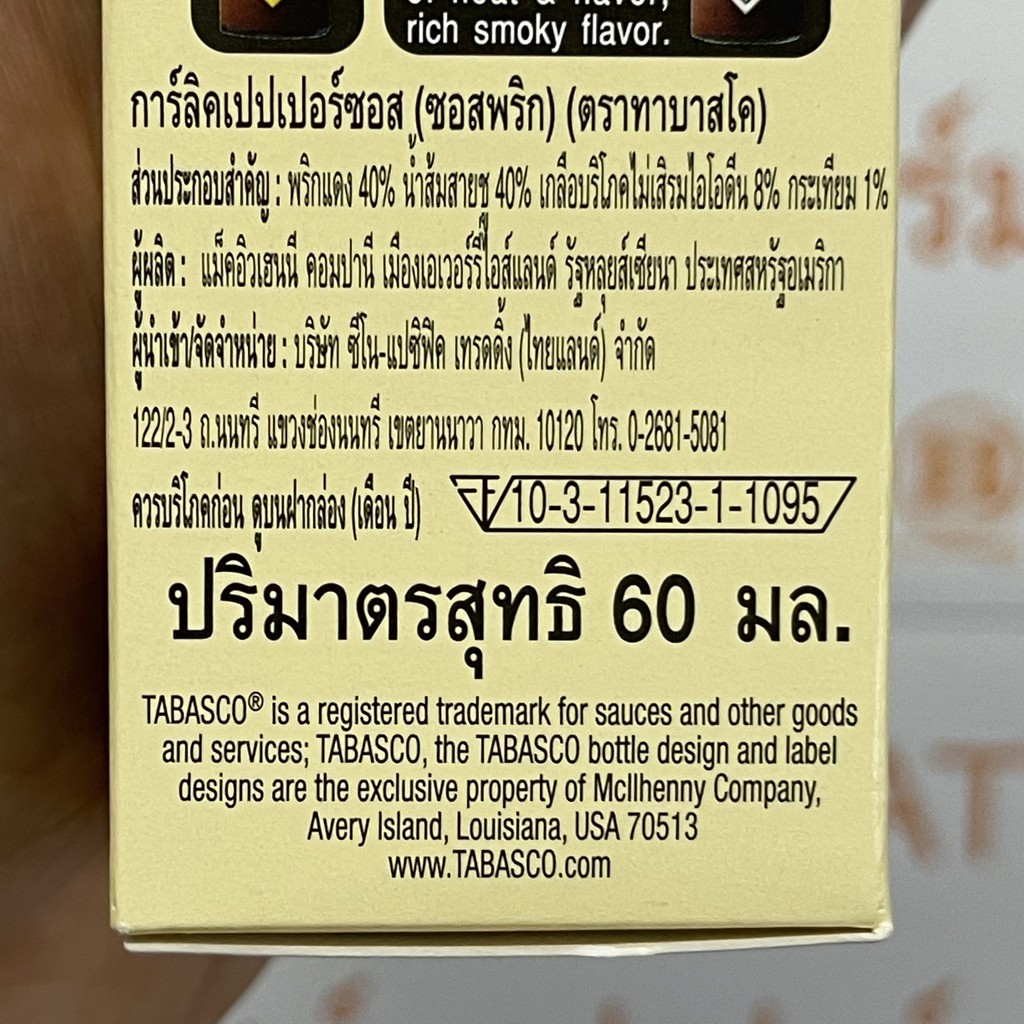 rich smoky flavor.
การ์ลิคเปปเปอร์ซอส (ซอสพริก) (ตราทาบาสโค)
ส่วนประกอบสำคัญ : พริกแดง 40% น้ำส้มสายชู 40% เกลือบริโภคไม่เสริมไอโอดีน 8% กระเทียม 1%
ผู้ผลิต : แม็คอิวเฮนนี คอมปานี เมืองเอเวอร์รี่ไอส์แลนด์ รัฐหลุยส์เซียนา ประเทศสหรัฐอเมริกา
ผู้นำเข้า/จัดจำหน่าย : บริษัท ซีโน-แปซิฟิค เทรดดิ้ง (ไทยแลนด์) จำกัด
122/2-3 ถ.นนทรี แขวงช่องนนทรี เขตยานนาวา กทม. 10120 โทร. 0-2681-5081
ควรบริโภคก่อน ดูบนฝากล่อง (เดือน ปี)
10-3-11523-1-1095
ปริมาตรสุทธิ 60 มล.
TABASCO® is a registered trademark for sauces and other goods
and services; TABASCO, the TABASCO bottle design and label
designs are the exclusive property of McIlhenny Company,
Avery Island, Louisiana, USA 70513
www.TABASCO.com